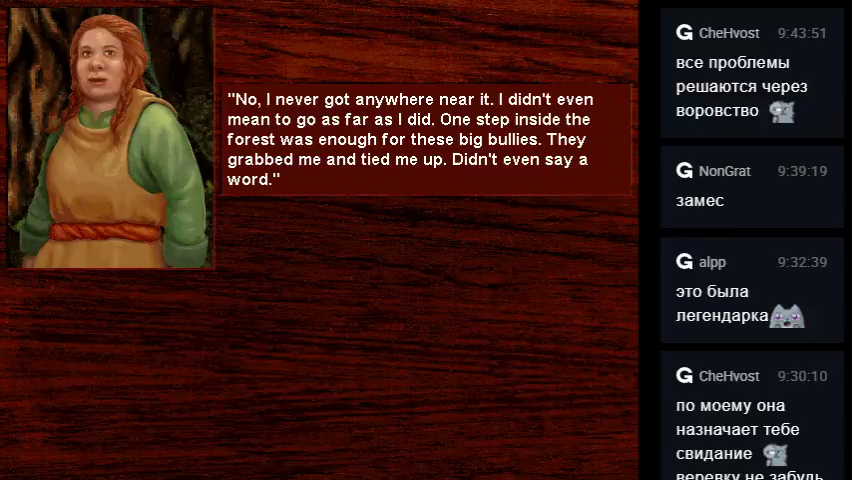 "No, I never got anywhere near it. I didn't even
mean to go as far as I did. One step inside the
forest was enough for these big bullies. They
grabbed me and tied me up. Didn't even say a
word."
G CheHvost 9:43:51
все проблемы
решаются через
воровство
G NonGrat 9:39:19
замес
G alpp 9:32:39
это была
легендарка
G CheHvost 9:30:10
по моему она
назначает тебе
свидание
веревку не забудь